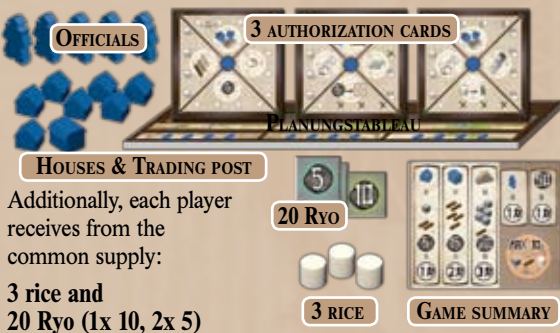 Officials
3 authorization cards
Planungstableau
Houses & Trading post
Additionally, each player
receives from the
common supply:
3 rice and
20 Ryo (1x 10, 2x 5)
5
10
20 Ryo
3 rice
Game summary